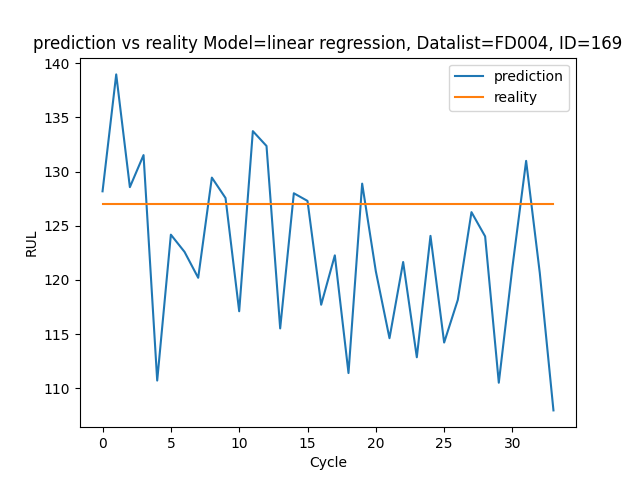 prediction vs reality Model=linear regression, Datalist=FD004, ID=169
prediction
reality
RUL
140
135
130
125
120
115
110
0 5 10 15 20 25 30
Cycle